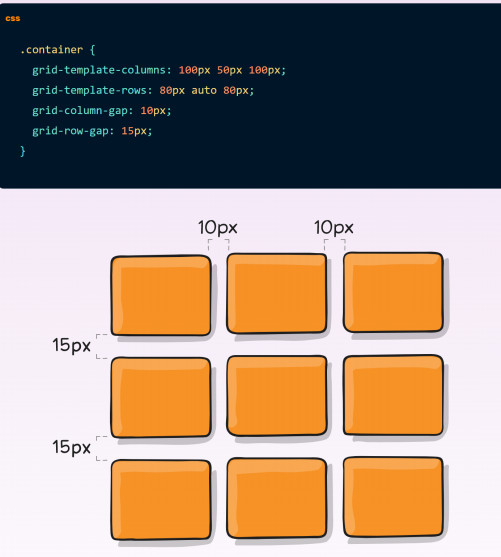 css
.container {
grid-template-columns: 100px 50px 100px;
grid-template-rows: 80px auto 80px;
grid-column-gap: 10px;
grid-row-gap: 15px;
}
10px 10px
15px
15px